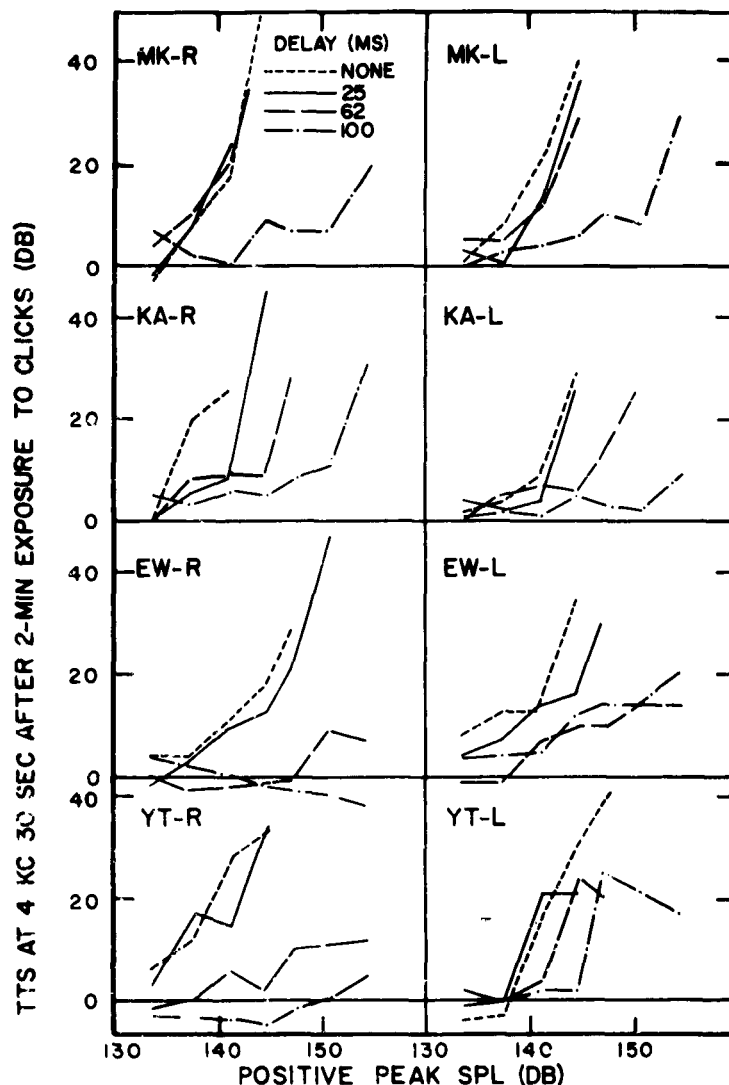 MK-R
DELAY (MS)
NONE
25
62
100
MK-L
40
20
0
KA-R
KA-L
40
20
0
EW-R
EW-L
40
20
0
YT-R
YT-L
40
20
0
130 140 150 130 140 150
POSITIVE PEAK SPL (DB)
TTS AT 4 KC 30 SEC AFTER 2-MIN EXPOSURE TO CLICKS (DB)